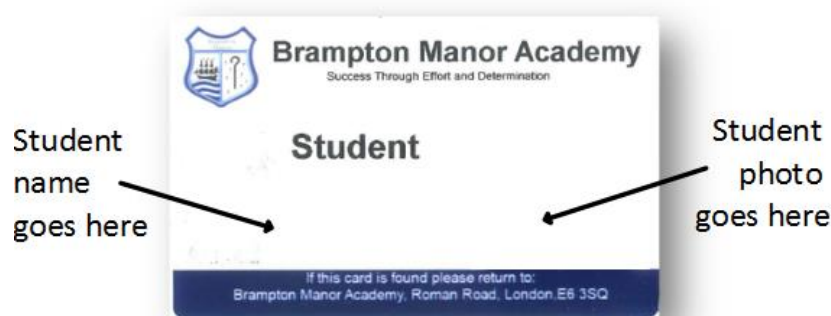 Brampton Manor Academy
Success Through Effort and Determination
Student
Student
name
goes here
Student
photo
goes here
If this card is found please return to:
Brampton Manor Academy, Roman Road, London,E6 3SQ